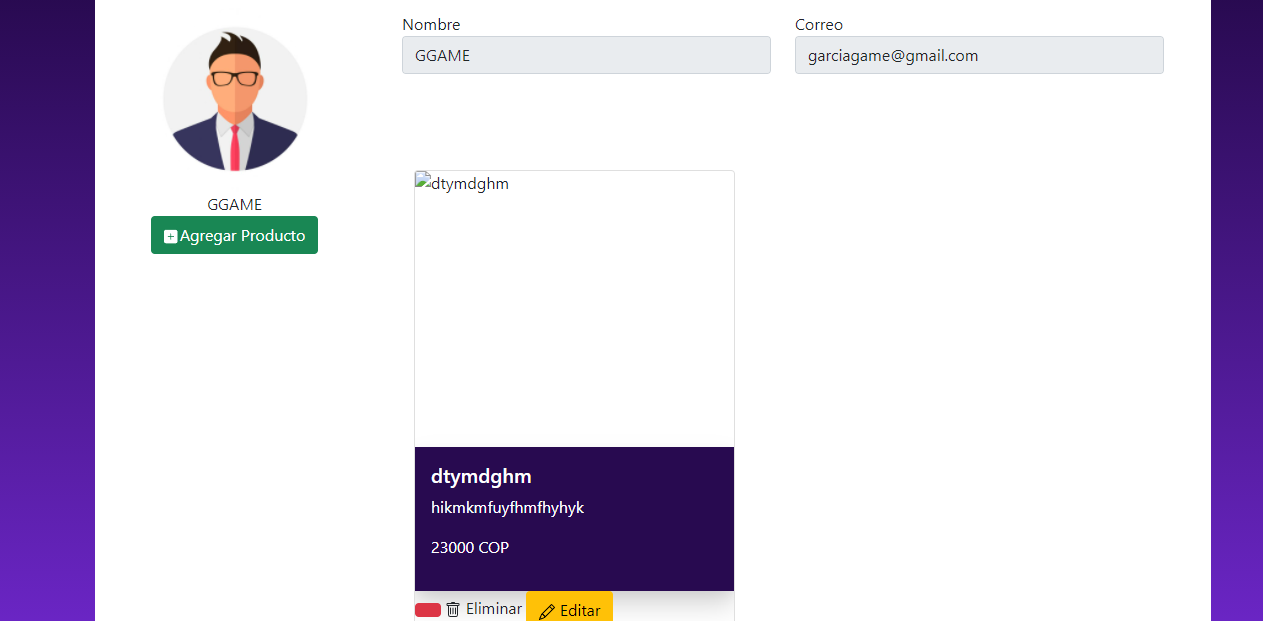 Nombre
Correo
GGAME
garciagame@gmail.com
GGAME
Agregar Producto
dtymdghm
dtymdghm
hikmkmfuyfhmfhyhyk
23000 COP
Eliminar
Editar